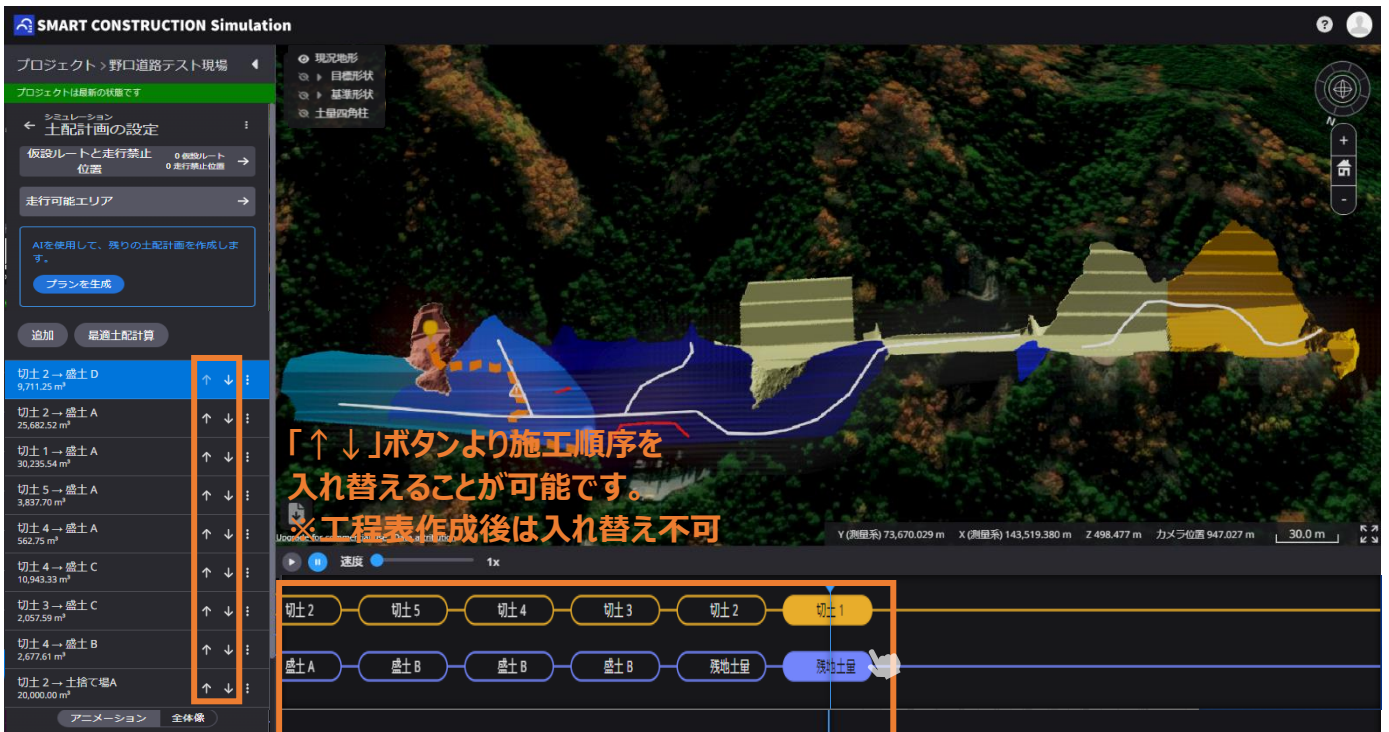 SMART CONSTRUCTION Simulation
プロジェクト > 野口道路テスト現場
プロジェクトは最新の状態です
シミュレーション
土配計画の設定
仮設ルートと走行禁止
位置
0 仮設ルート
0 走行禁止位置
走行可能エリア
AIを使用して、残りの土配計画を作成しま
す。
プランを生成
追加
最適土配計算
切土 2 → 盛土 D
9,711.25 m³
切土 2 → 盛土 A
25,682.52 m³
切土 1 → 盛土 A
30,235.54 m³
切土 5 → 盛土 A
3,837.70 m³
切土 4 → 盛土 A
562.75 m³
切土 4 → 盛土 C
10,943.33 m³
切土 3 → 盛土 C
2,057.59 m³
切土 4 → 盛土 B
2,677.61 m³
切土 2 → 土捨て場A
20,000.00 m³
アニメーション
全体像
現況地形
目標形状
基準形状
土量四角柱
N
+
-
「↑↓」ボタンより施工順序を
入れ替えることが可能です。
※工程表作成後は入れ替え不可
Upgrade for commercial use. Data attribution
Y (測量系) 73,670.029 m X (測量系) 143,519.380 m Z 498.477 m カメラ位置 947.027 m
30.0 m
速度
1x
切土 2
切土 5
切土 4
切土 3
切土 2
切土 1
盛土 A
盛土 B
盛土 B
盛土 B
残地土量
残地土量